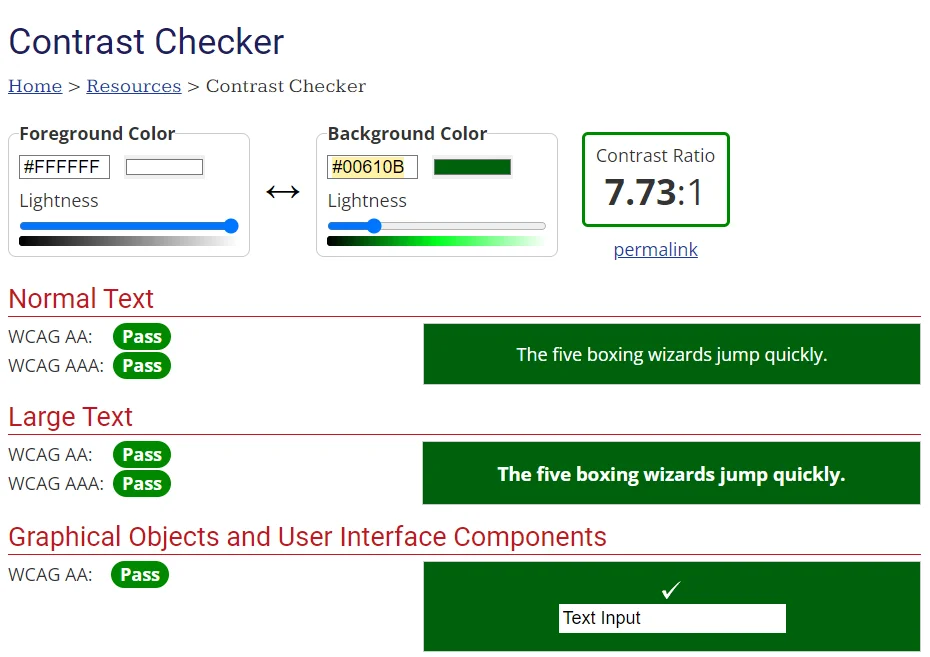 Contrast Checker
Home > Resources > Contrast Checker
Foreground Color
#FFFFFF
Lightness
Background Color
#00610B
Lightness
Contrast Ratio
7.73:1
permalink
Normal Text
WCAG AA: Pass
WCAG AAA: Pass
The five boxing wizards jump quickly.
Large Text
WCAG AA: Pass
WCAG AAA: Pass
The five boxing wizards jump quickly.
Graphical Objects and User Interface Components
WCAG AA: Pass
✓
Text Input